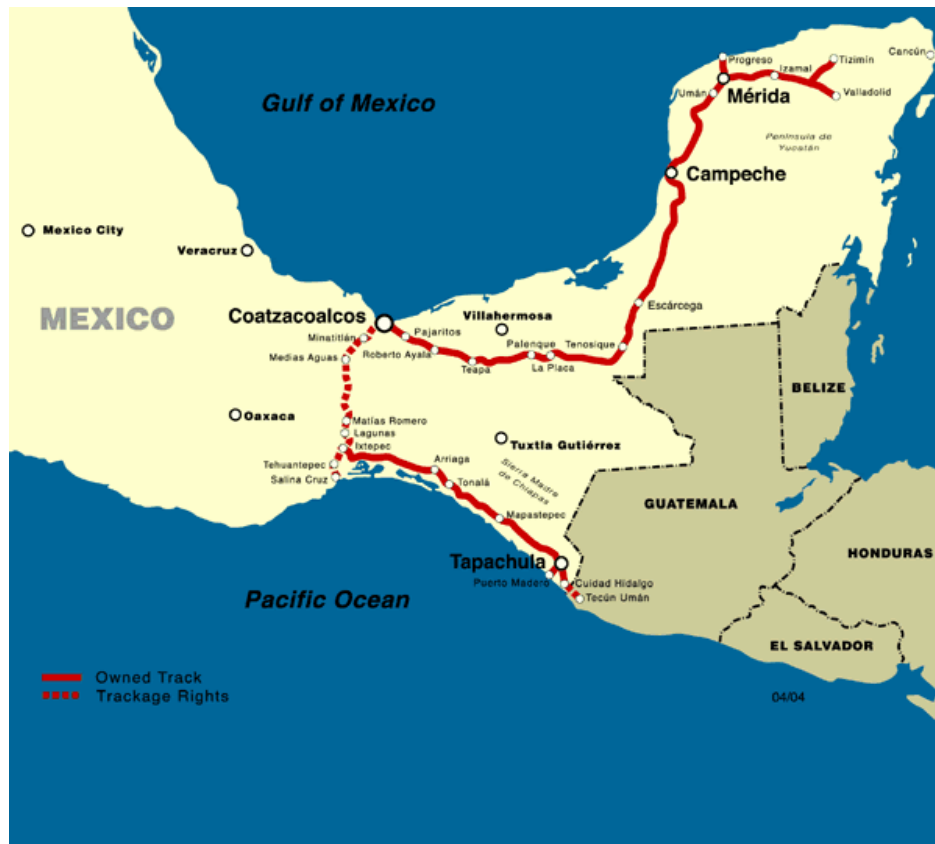 Progreso
Cancún
Tizimín
Izamal
Umán
Mérida
Valladolid
Gulf of Mexico
Península de
Yucatán
Campeche
Mexico City
Veracruz
Escárcega
Coatzacoalcos
Villahermosa
MEXICO
Minatitlán
Pajaritos
Palenque
Tenosique
Medias Aguas
Roberto Ayala
Teapa
La Placa
BELIZE
Oaxaca
Matías Romero
Lagunas
Tuxtla Gutiérrez
Ixtepec
Arriaga
Tehuantepec
Sierra Madre
de Chiapas
Salina Cruz
Tonalá
GUATEMALA
Mapastepec
HONDURAS
Tapachula
Puerto Madero
Cuidad Hidalgo
Tecún Umán
Pacific Ocean
EL SALVADOR
Owned Track
Trackage Rights
04/04